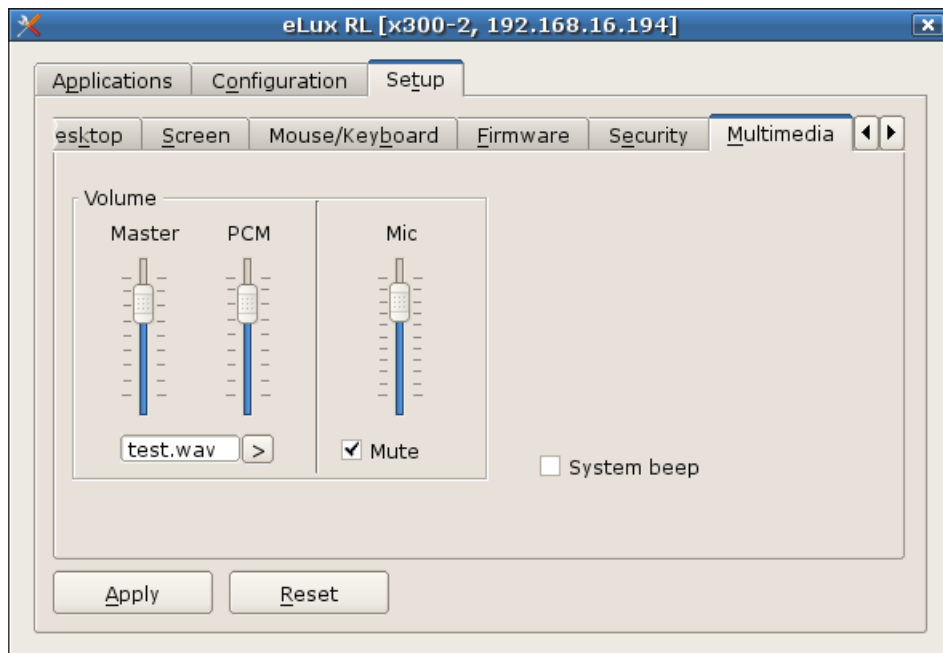 eLux RL [x300-2, 192.168.16.194]
Applications Configuration Setup
esktop Screen Mouse/Keyboard Firmware Security Multimedia
Volume
Master PCM Mic
test.wav > Mute
System beep
Apply Reset